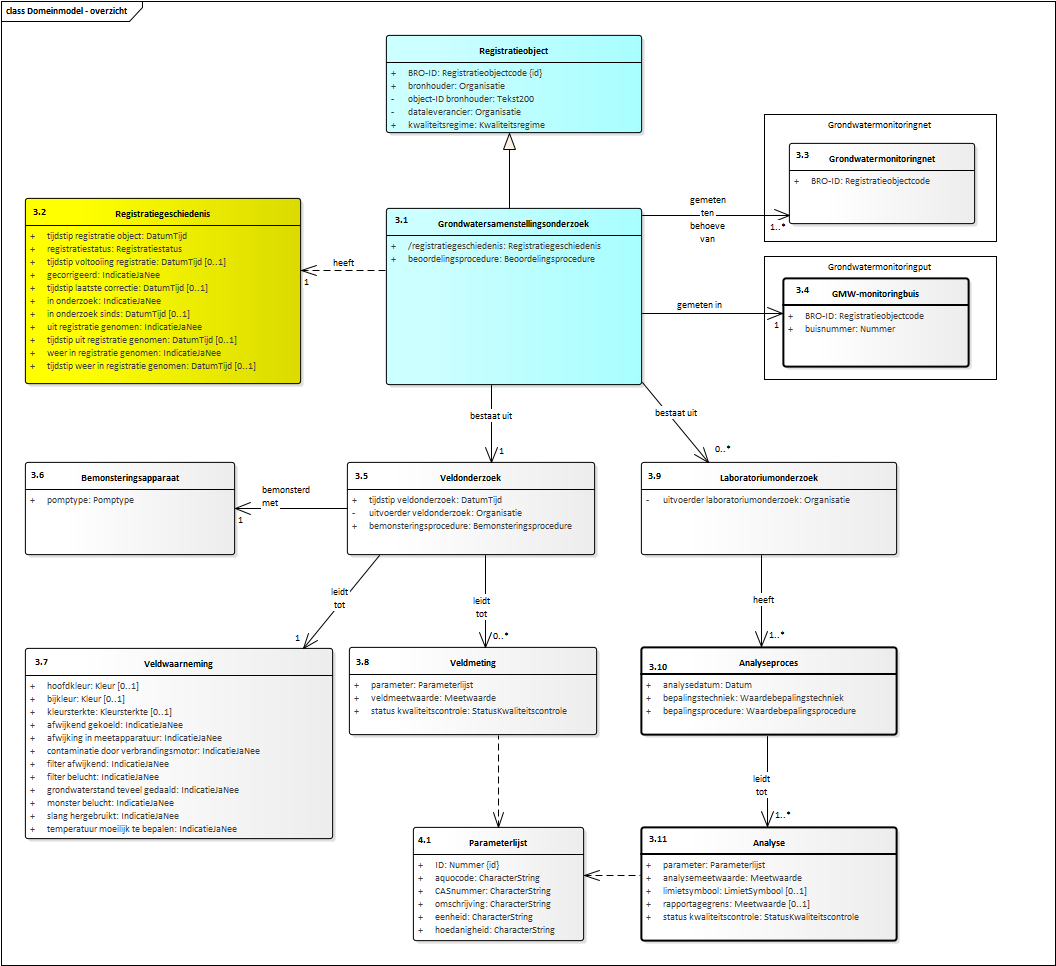 class Domeinmodel - overzicht
Registratieobject
+ BRO-ID: Registratieobjectcode {id}
+ bronhouder: Organisatie
- object-ID bronhouder: Tekst200
- dataleverancier: Organisatie
+ kwaliteitsregime: Kwaliteitsregime
Grondwatermonitoringnet
3.3 Grondwatermonitoringnet
+ BRO-ID: Registratieobjectcode
gemeten
ten
behoeve
van
1..*
3.2 Registratiegeschiedenis
+ tijdstip registratie object: DatumTijd
+ registratiestatus: Registratiestatus
+ tijdstip voltooiing registratie: DatumTijd [0..1]
+ gecorrigeerd: IndicatieJaNee
+ tijdstip laatste correctie: DatumTijd [0..1]
+ in onderzoek: IndicatieJaNee
+ in onderzoek sinds: DatumTijd [0..1]
+ uit registratie genomen: IndicatieJaNee
+ tijdstip uit registratie genomen: DatumTijd [0..1]
+ weer in registratie genomen: IndicatieJaNee
+ tijdstip weer in registratie genomen: DatumTijd [0..1]
heeft
1
3.1 Grondwatersamenstellingsonderzoek
+ /registratiegeschiedenis: Registratiegeschiedenis
+ beoordelingsprocedure: Beoordelingsprocedure
Grondwatermonitoringput
3.4 GMW-monitoringbuis
+ BRO-ID: Registratieobjectcode
+ buisnummer: Nummer
gemeten in
1
bestaat uit
1
bestaat uit
0..*
3.6 Bemonsteringsapparaat
+ pomptype: Pomptype
bemonsterd
met
1
3.5 Veldonderzoek
+ tijdstip veldonderzoek: DatumTijd
- uitvoerder veldonderzoek: Organisatie
+ bemonsteringsprocedure: Bemonsteringsprocedure
3.9 Laboratoriumonderzoek
- uitvoerder laboratoriumonderzoek: Organisatie
leidt
tot
1
leidt
tot
0..*
heeft
1..*
3.7 Veldwaarneming
+ hoofdkleur: Kleur [0..1]
+ bijkleur: Kleur [0..1]
+ kleursterkte: Kleursterkte [0..1]
+ afwijkend gekoeld: IndicatieJaNee
+ afwijking in meetapparatuur: IndicatieJaNee
+ contaminatie door verbrandingsmotor: IndicatieJaNee
+ filter afwijkend: IndicatieJaNee
+ filter belucht: IndicatieJaNee
+ grondwaterstand teveel gedaald: IndicatieJaNee
+ monster belucht: IndicatieJaNee
+ slang hergebruikt: IndicatieJaNee
+ temperatuur moeilijk te bepalen: IndicatieJaNee
3.8 Veldmeting
+ parameter: Parameterlijst
+ veldmeetwaarde: Meetwaarde
+ status kwaliteitscontrole: StatusKwaliteitscontrole
3.10 Analyseproces
+ analysedatum: Datum
+ bepalingstechniek: Waardebepalingstechniek
+ bepalingsprocedure: Waardebepalingsprocedure
leidt
tot
1..*
4.1 Parameterlijst
+ ID: Nummer {id}
+ aquocode: CharacterString
+ CASnummer: CharacterString
+ omschrijving: CharacterString
+ eenheid: CharacterString
+ hoedanigheid: CharacterString
3.11 Analyse
+ parameter: Parameterlijst
+ analysemeetwaarde: Meetwaarde
+ limietsymbool: LimietSymbool [0..1]
+ rapportagegrens: Meetwaarde [0..1]
+ status kwaliteitscontrole: StatusKwaliteitscontrole